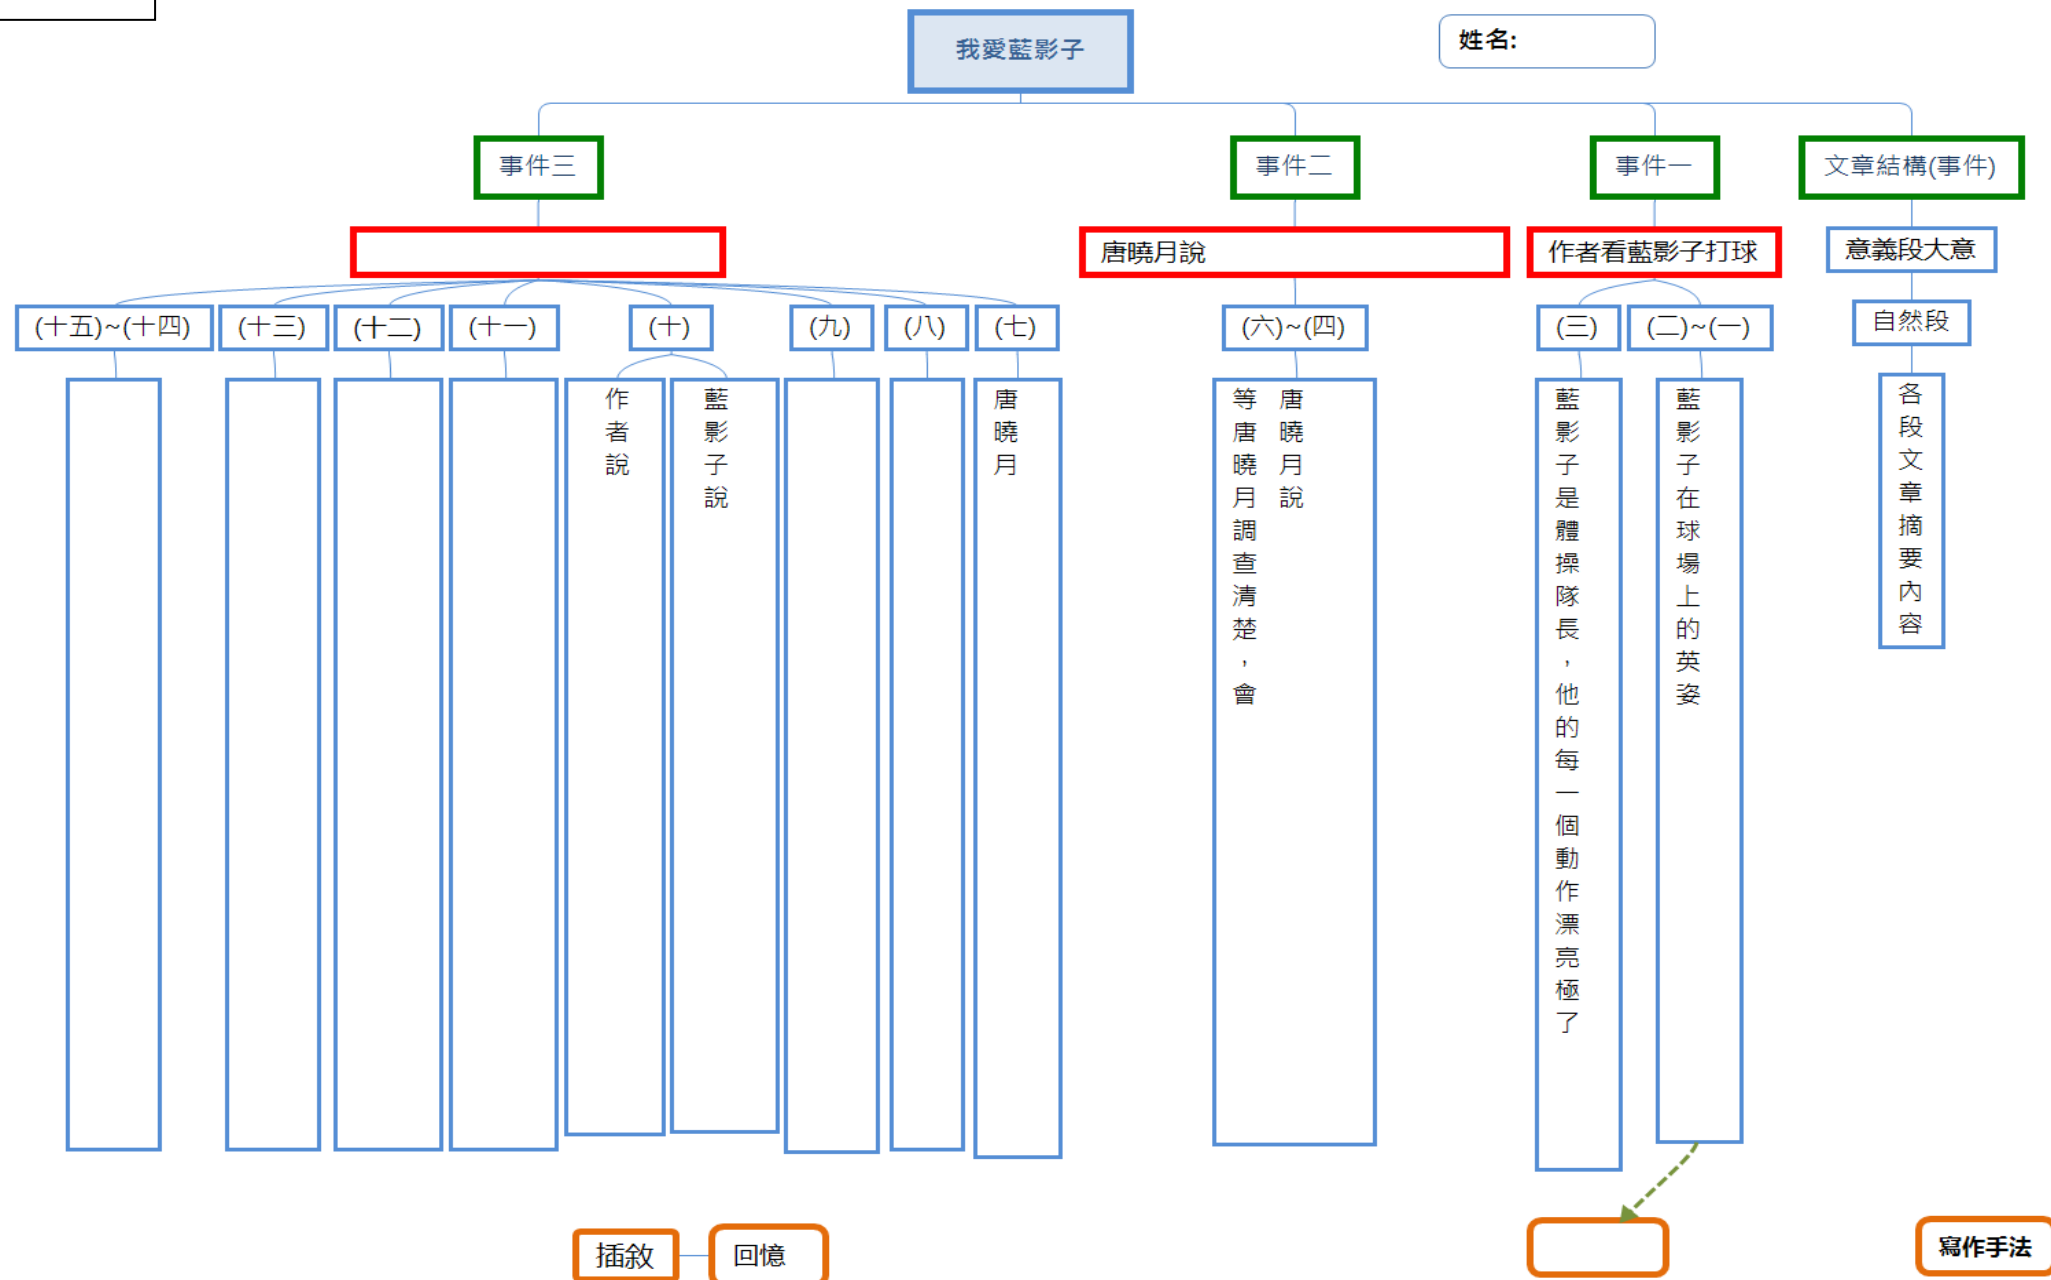 我愛藍影子
姓名:
事件三
事件二
事件一
文章結構(事件)
唐曉月說
作者看藍影子打球
意義段大意
(十五)~(十四)
(十三)
(十二)
(十一)
(十)
(九)
(八)
(七)
(六)~(四)
(三)
(二)~(一)
自然段
作者說
藍影子說
唐曉月
唐曉月說
等唐曉月調查清楚，會
藍影子是體操隊長，他的每一個動作漂亮極了
藍影子在球場上的英姿
各段文章摘要內容
插敘
回憶
寫作手法